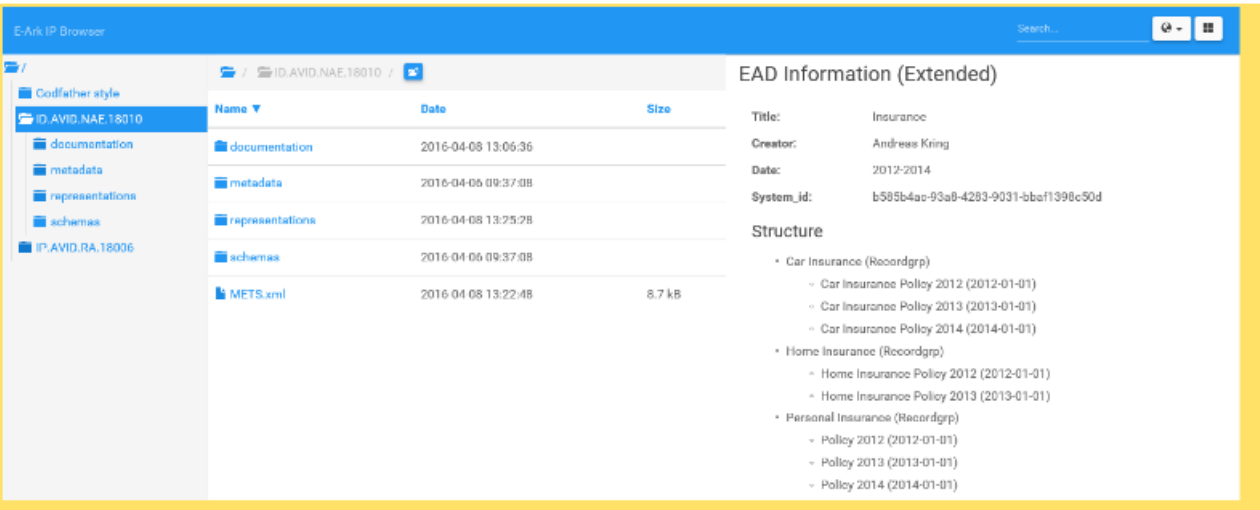 E-Ark IP Browser
Search...
/
Codfather style
ID.AVID.NAE.18010
documentation
metadata
representations
schemas
IP.AVID.RA.18006
/ ID.AVID.NAE.18010 /
Name ▼ Date Size
documentation 2016-04-08 13:06:36
metadata 2016-04-06 09:37:08
representations 2016-04-08 13:25:28
schemas 2016-04-06 09:37:08
METS.xml 2016-04-08 13:22:48 8.7 kB
EAD Information (Extended)
Title: Insurance
Creator: Andreas Kring
Date: 2012-2014
System_id: b585b4ac-93a8-4283-9031-bbaf1398c50d
Structure
• Car Insurance (Recordgrp)
◦ Car Insurance Policy 2012 (2012-01-01)
◦ Car Insurance Policy 2013 (2013-01-01)
◦ Car Insurance Policy 2014 (2014-01-01)
• Home Insurance (Recordgrp)
◦ Home Insurance Policy 2012 (2012-01-01)
◦ Home Insurance Policy 2013 (2013-01-01)
• Personal Insurance (Recordgrp)
◦ Policy 2012 (2012-01-01)
◦ Policy 2013 (2013-01-01)
◦ Policy 2014 (2014-01-01)